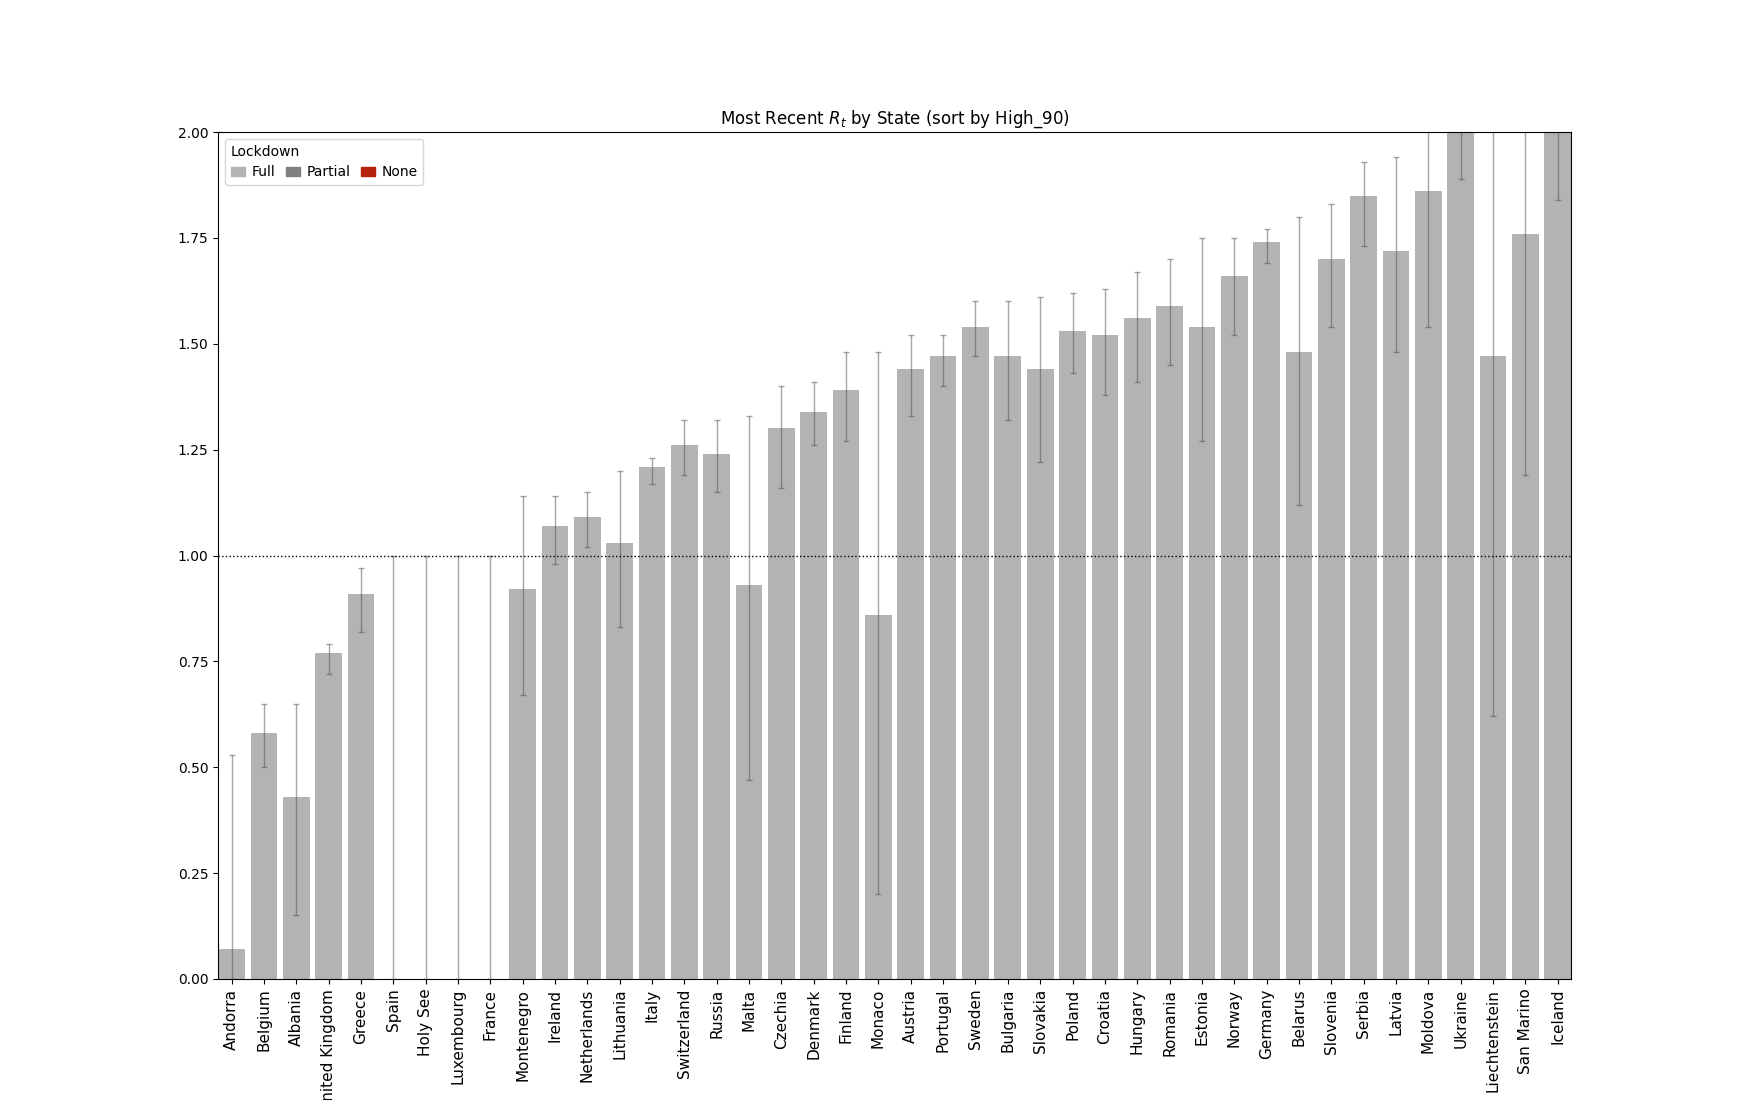 Most Recent Rt by State (sort by High_90)
Lockdown
Full Partial None
2.00
1.75
1.50
1.25
1.00
0.75
0.50
0.25
0.00
Andorra
Belgium
Albania
nited Kingdom
Greece
Spain
Holy See
Luxembourg
France
Montenegro
Ireland
Netherlands
Lithuania
Italy
Switzerland
Russia
Malta
Czechia
Denmark
Finland
Monaco
Austria
Portugal
Sweden
Bulgaria
Slovakia
Poland
Croatia
Hungary
Romania
Estonia
Norway
Germany
Belarus
Slovenia
Serbia
Latvia
Moldova
Ukraine
Liechtenstein
San Marino
Iceland